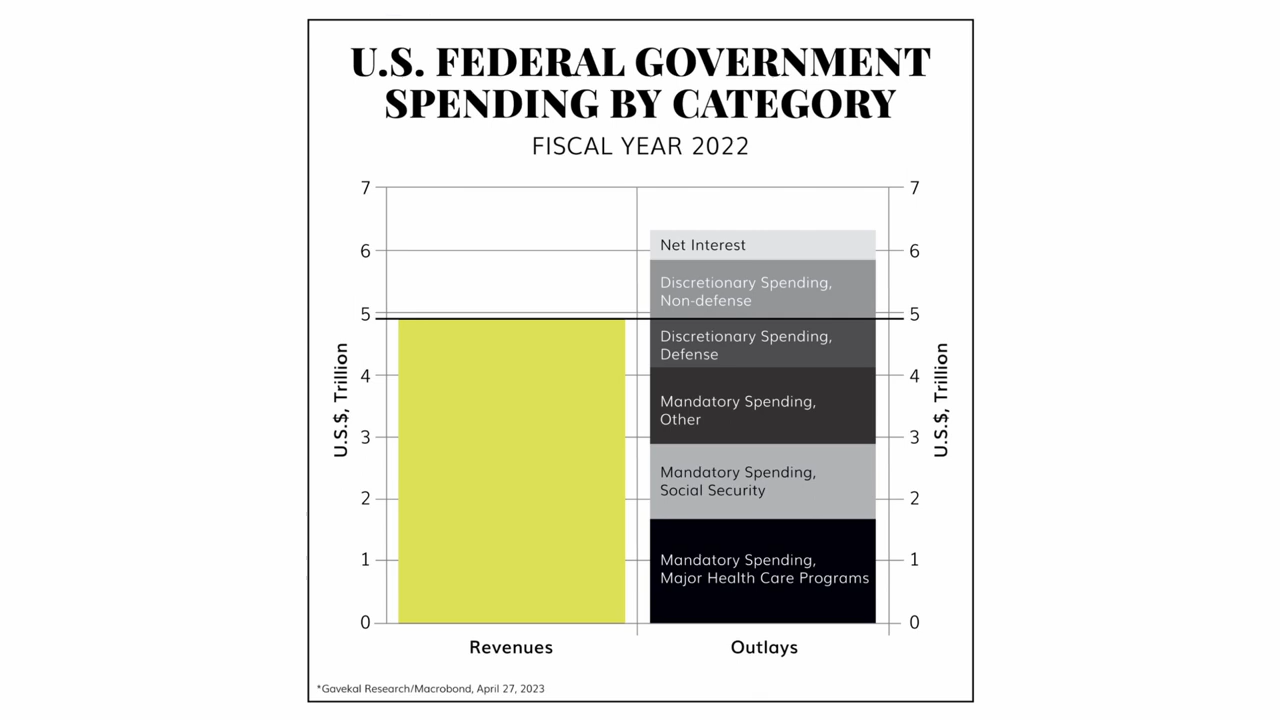 U.S. FEDERAL GOVERNMENT
SPENDING BY CATEGORY
FISCAL YEAR 2022
7
6
5
4
3
2
1
0
U.S.$, Trillion
Net Interest
Discretionary Spending,
Non-defense
Discretionary Spending,
Defense
Mandatory Spending,
Other
Mandatory Spending,
Social Security
Mandatory Spending,
Major Health Care Programs
7
6
5
4
3
2
1
0
U.S.$, Trillion
Revenues
Outlays
*Gavekal Research/Macrobond, April 27, 2023